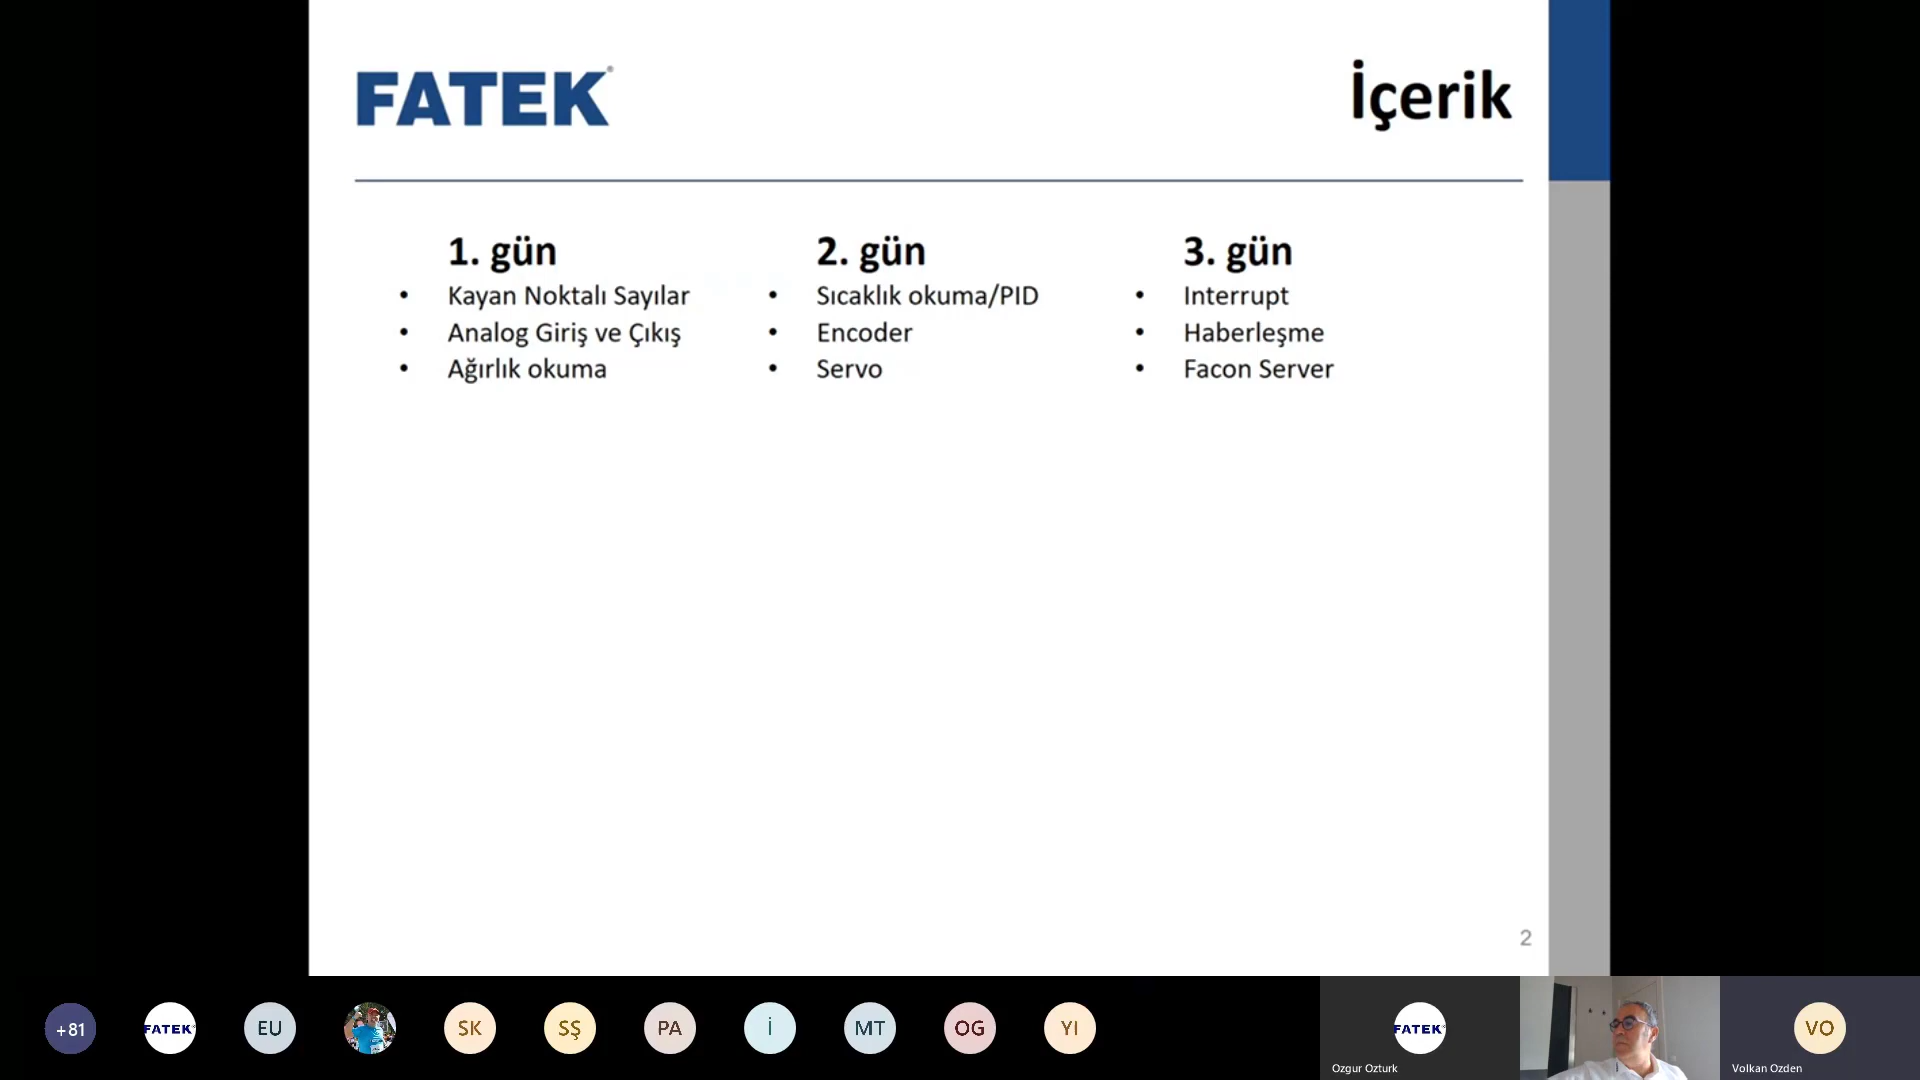 FATEK®
İçerik
1. gün
• Kayan Noktalı Sayılar
• Analog Giriş ve Çıkış
• Ağırlık okuma
2. gün
• Sıcaklık okuma/PID
• Encoder
• Servo
3. gün
• Interrupt
• Haberleşme
• Facon Server
2
+81
FATEK
EU
SK
SŞ
PA
İ
MT
OG
YI
FATEK
Ozgur Ozturk
VO
Volkan Ozden